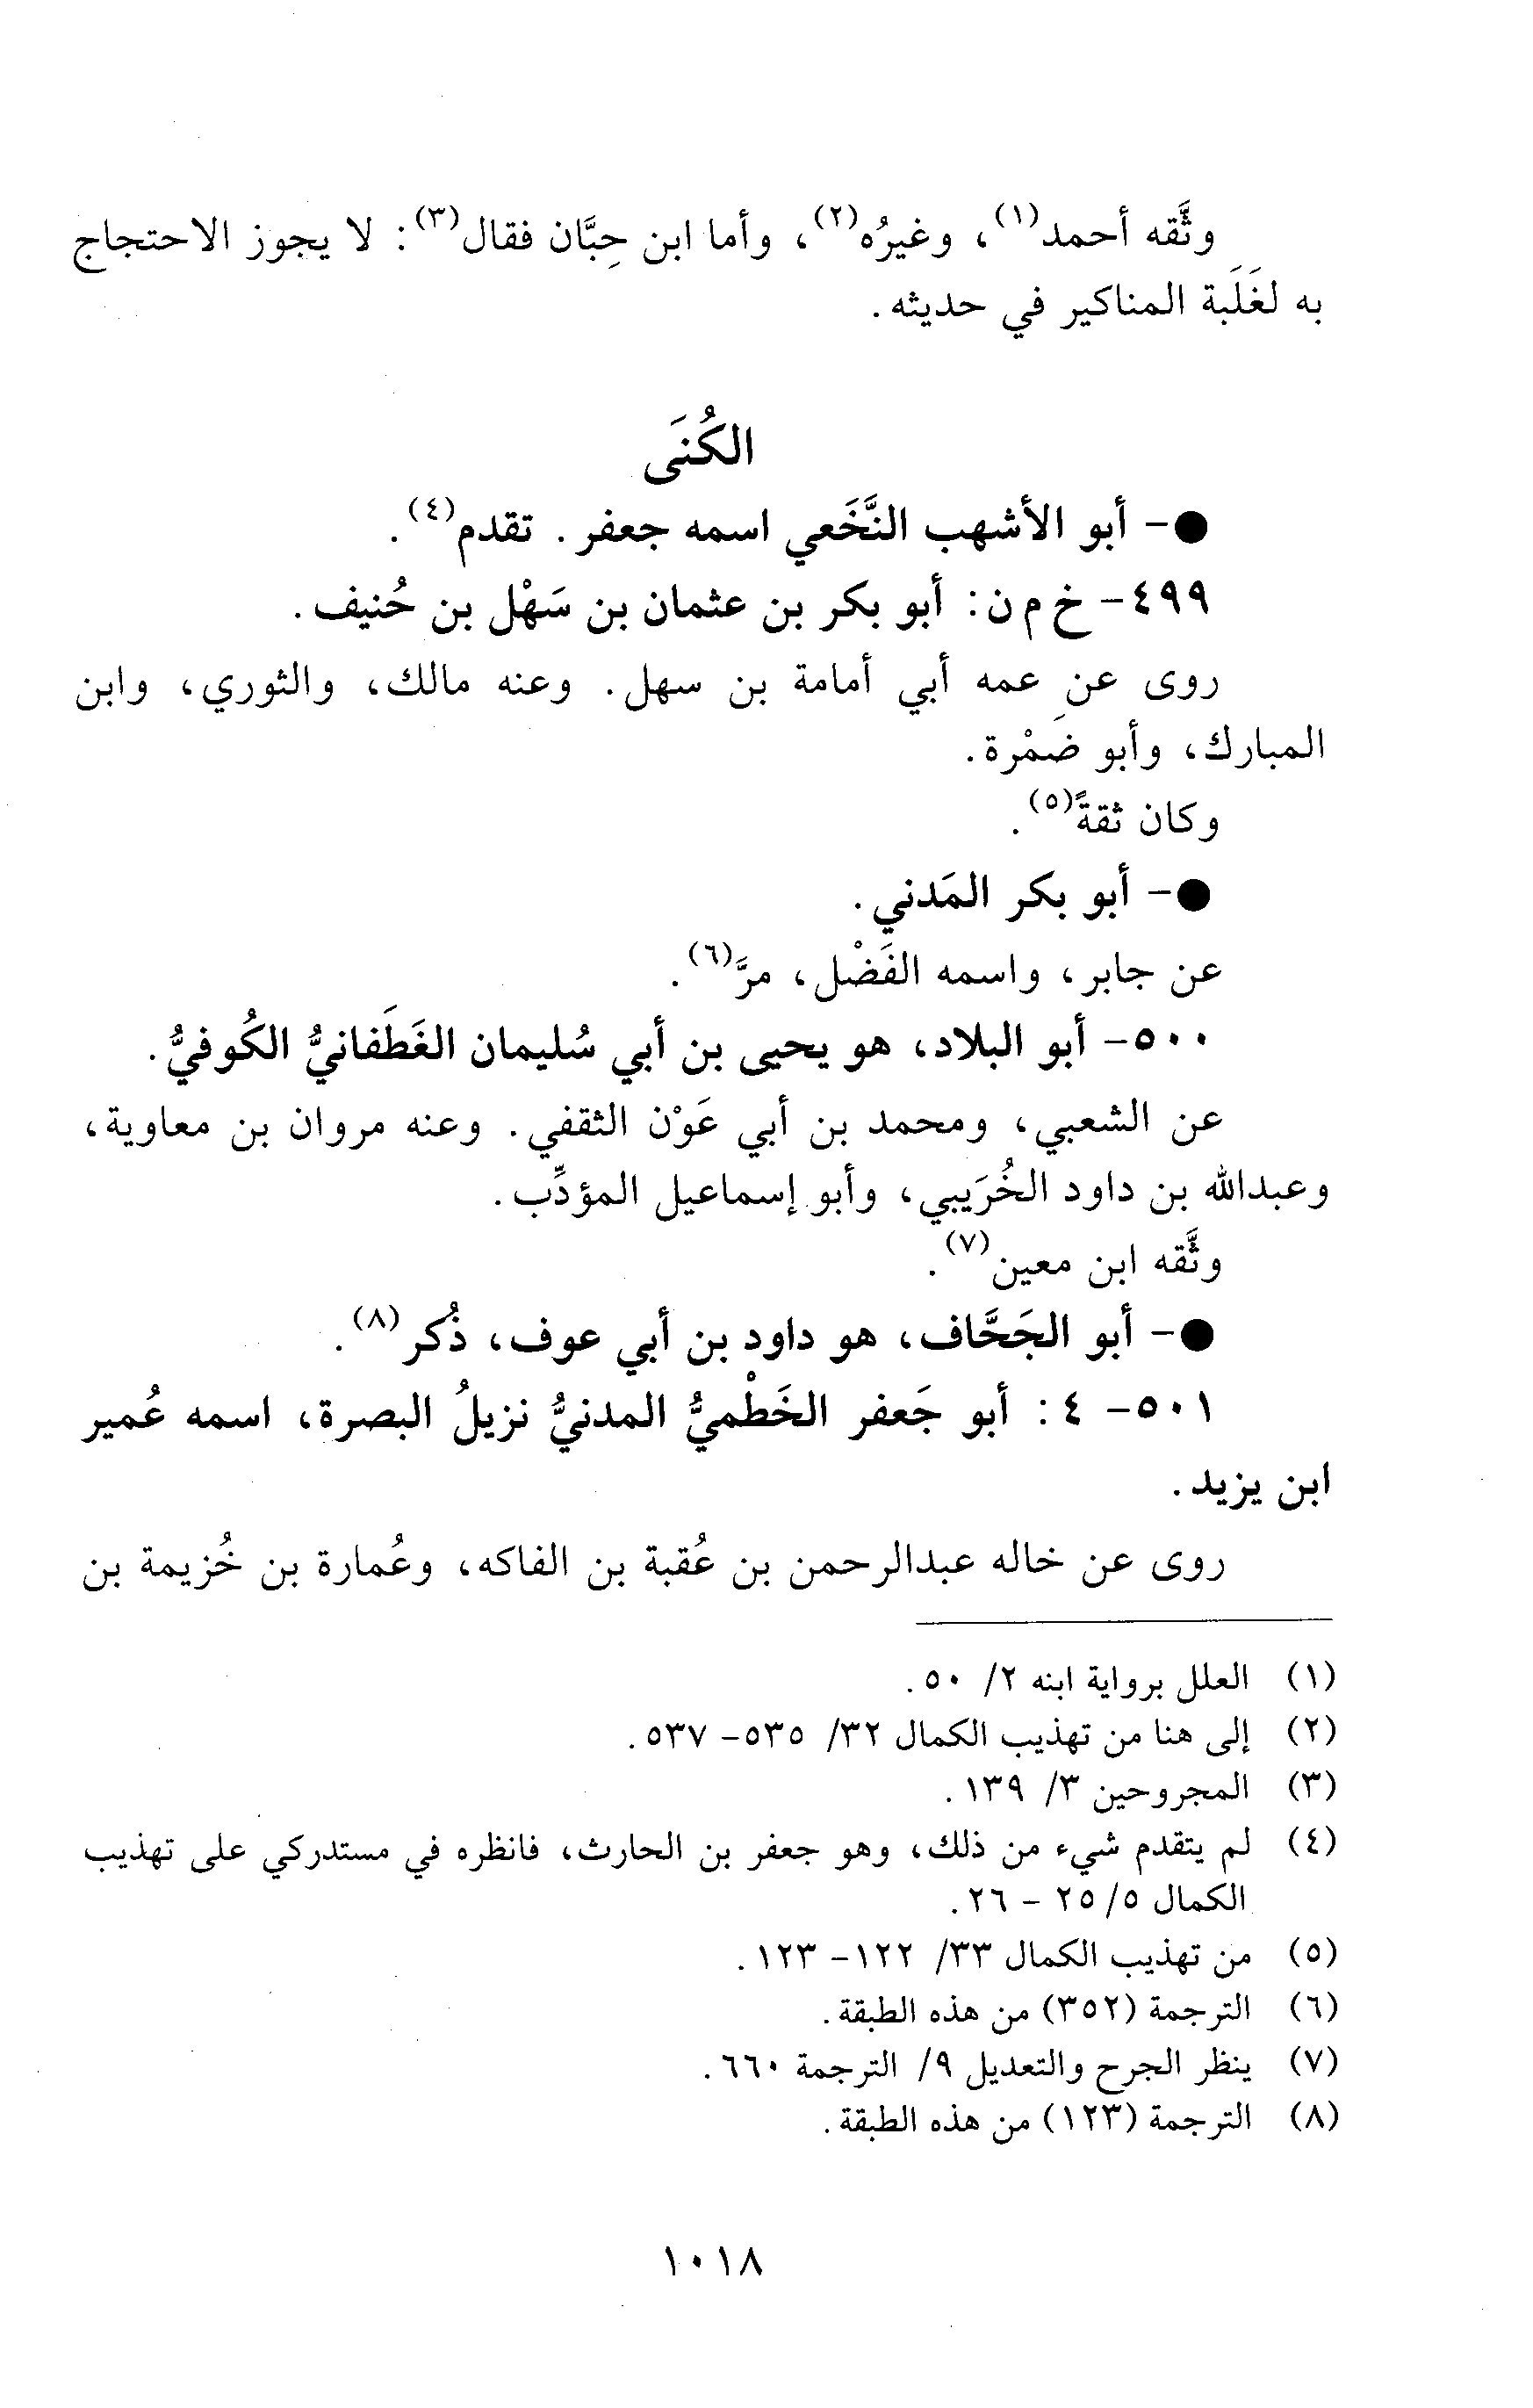 وثَّقه أحمد(١)، وغيرُه(٢)، وأما ابن حِبَّان فقال(٣): لا يجوز الاحتجاج
به لغَلَبة المناكير في حديثه.
الكُنَى
●- أبو الأشهب النَّخَعي اسمه جعفر. تقدم(٤).
٤٩٩- خ م ن: أبو بكر بن عثمان بن سَهْل بن حُنيف.
روى عن عمه أبي أمامة بن سهل. وعنه مالك، والثوري، وابن
المبارك، وأبو ضَمْرة.
وكان ثقةً(٥).
●- أبو بكر المَدني.
عن جابر، واسمه الفَضْل، مرَّ(٦).
٥٠٠- أبو البلاد، هو يحيى بن أبي سُليمان الغَطَفانيُّ الكُوفيُّ.
عن الشعبي، ومحمد بن أبي عَوْن الثقفي. وعنه مروان بن معاوية،
وعبدالله بن داود الخُرَيبي، وأبو إسماعيل المؤدِّب.
وثَّقه ابن معين(٧).
●- أبو الجَحَّاف، هو داود بن أبي عوف، ذُكر(٨).
٥٠١- ٤: أبو جَعفر الخَطْميُّ المدنيُّ نزيلُ البصرة، اسمه عُمير
ابن يزيد.
روى عن خاله عبدالرحمن بن عُقبة بن الفاكه، وعُمارة بن خُزيمة بن
(١) العلل برواية ابنه ٢/ ٥٠.
(٢) إلى هنا من تهذيب الكمال ٣٢/ ٥٣٥- ٥٣٧.
(٣) المجروحين ٣/ ١٣٩.
(٤) لم يتقدم شيء من ذلك، وهو جعفر بن الحارث، فانظره في مستدركي على تهذيب
الكمال ٥/ ٢٥ - ٢٦.
(٥) من تهذيب الكمال ٣٣/ ١٢٢- ١٢٣.
(٦) الترجمة (٣٥٢) من هذه الطبقة.
(٧) ينظر الجرح والتعديل ٩/ الترجمة ٦٦٠.
(٨) الترجمة (١٢٣) من هذه الطبقة.
١٠١٨